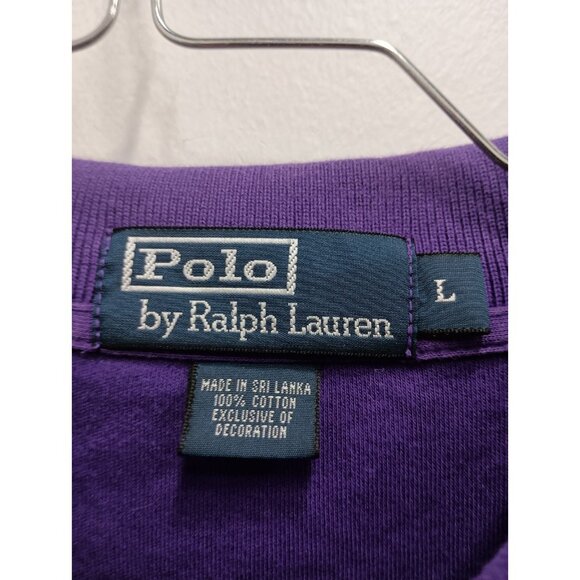 Polo
by Ralph Lauren
L
MADE IN SRI LANKA
100% COTTON
EXCLUSIVE OF
DECORATION